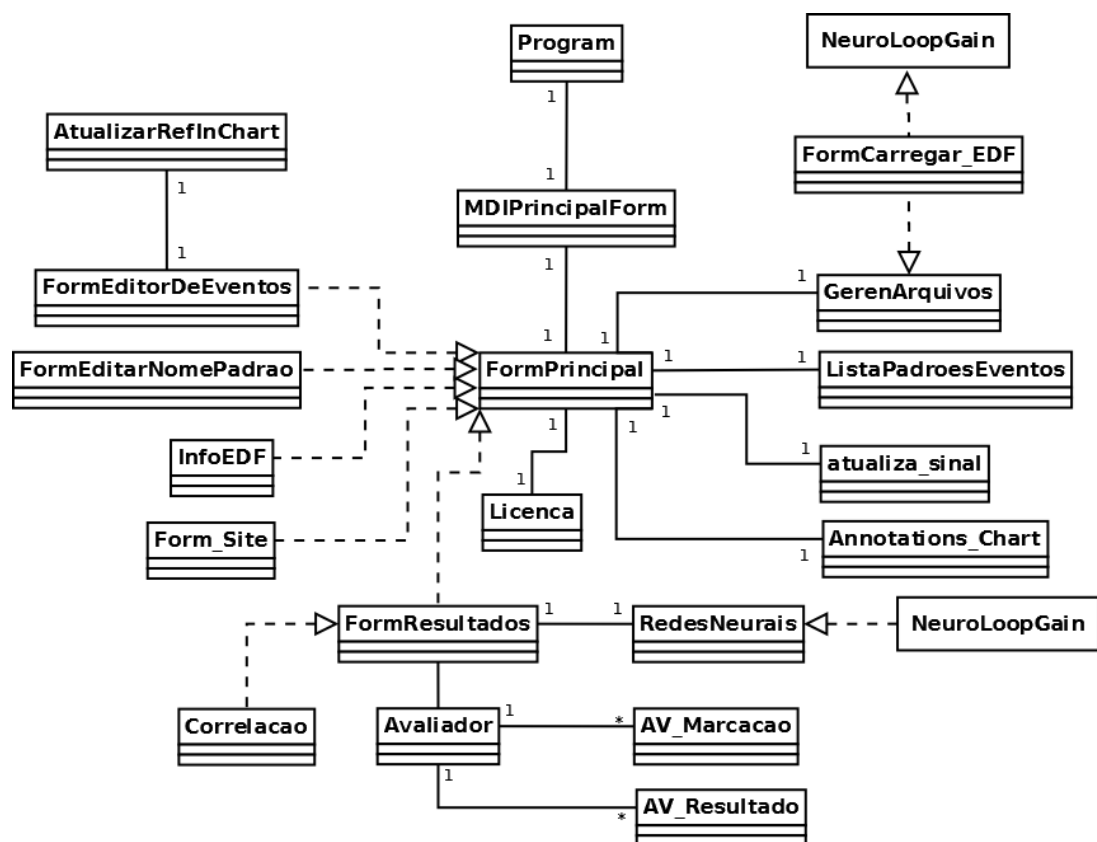 Program
NeuroLoopGain
1
AtualizarRefInChart
FormCarregar_EDF
1
1
MDIPrincipalForm
1
1
FormEditorDeEventos
1
GerenArquivos
1
1
FormEditarNomePadrao
FormPrincipal
1
1
ListaPadroesEventos
1
1
1
1
InfoEDF
atualiza_sinal
1
Licenca
Form_Site
Annotations_Chart
1
FormResultados
1
1
RedesNeurais
NeuroLoopGain
Correlacao
Avaliador
1
*
AV_Marcacao
1
*
AV_Resultado